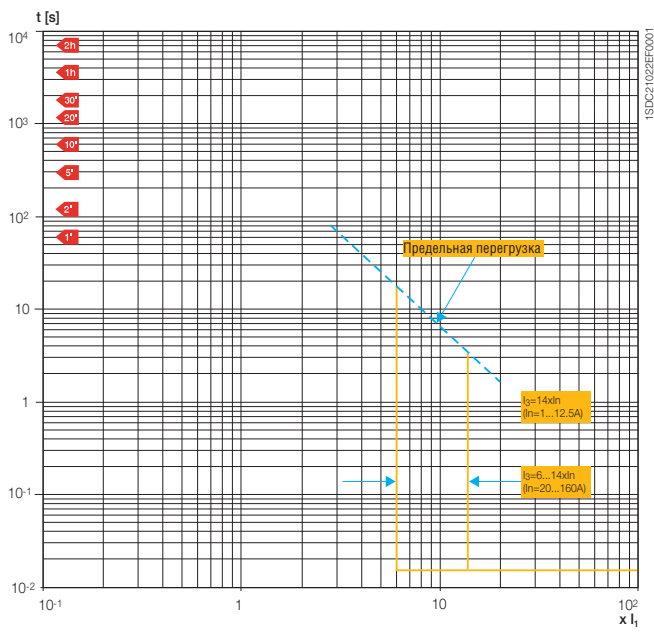 t [s]
10⁴
2h
1h
30'
20'
10³
10'
5'
2'
10²
1'
Предельная перегрузка
10
1
I₃=14xIn
(In=1...12.5A)
I₃=6...14xIn
(In=20...160A)
10⁻¹
10⁻²
10⁻¹
1
10
10²
x I₁
1SDC21022EF0001